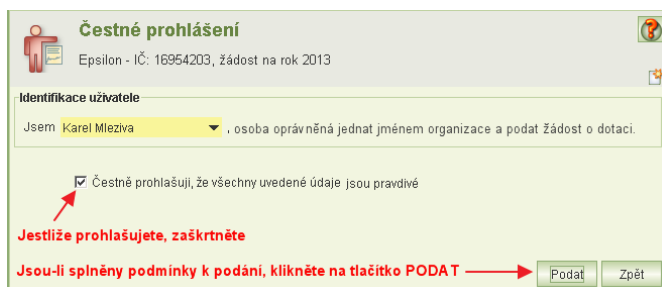 Čestné prohlášení
Epsilon - IČ: 16954203, žádost na rok 2013
Identifikace uživatele
Jsem Karel Mleziva , osoba oprávněná jednat jménem organizace a podat žádost o dotaci.
Čestně prohlašuji, že všechny uvedené údaje jsou pravdivé
Jestliže prohlašujete, zaškrtněte
Jsou-li splněny podmínky k podání, klikněte na tlačítko PODAT
Podat Zpět